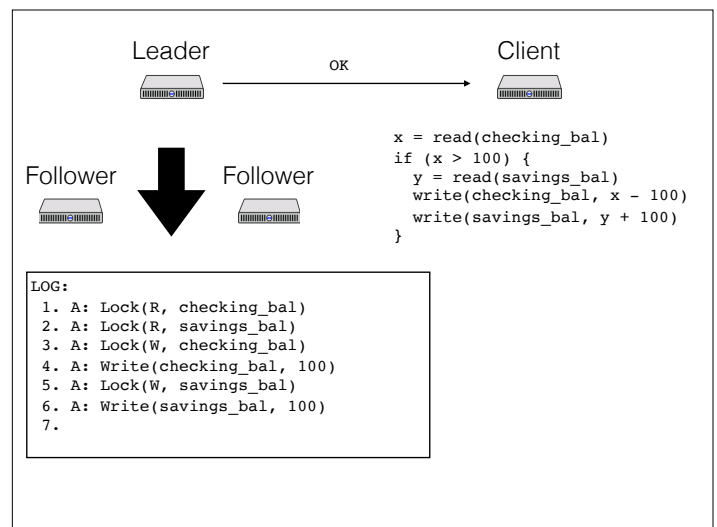 Leader
OK
Client
Follower
Follower
x = read(checking_bal)
if (x > 100) {
y = read(savings_bal)
write(checking_bal, x - 100)
write(savings_bal, y + 100)
}
LOG:
1. A: Lock(R, checking_bal)
2. A: Lock(R, savings_bal)
3. A: Lock(W, checking_bal)
4. A: Write(checking_bal, 100)
5. A: Lock(W, savings_bal)
6. A: Write(savings_bal, 100)
7.